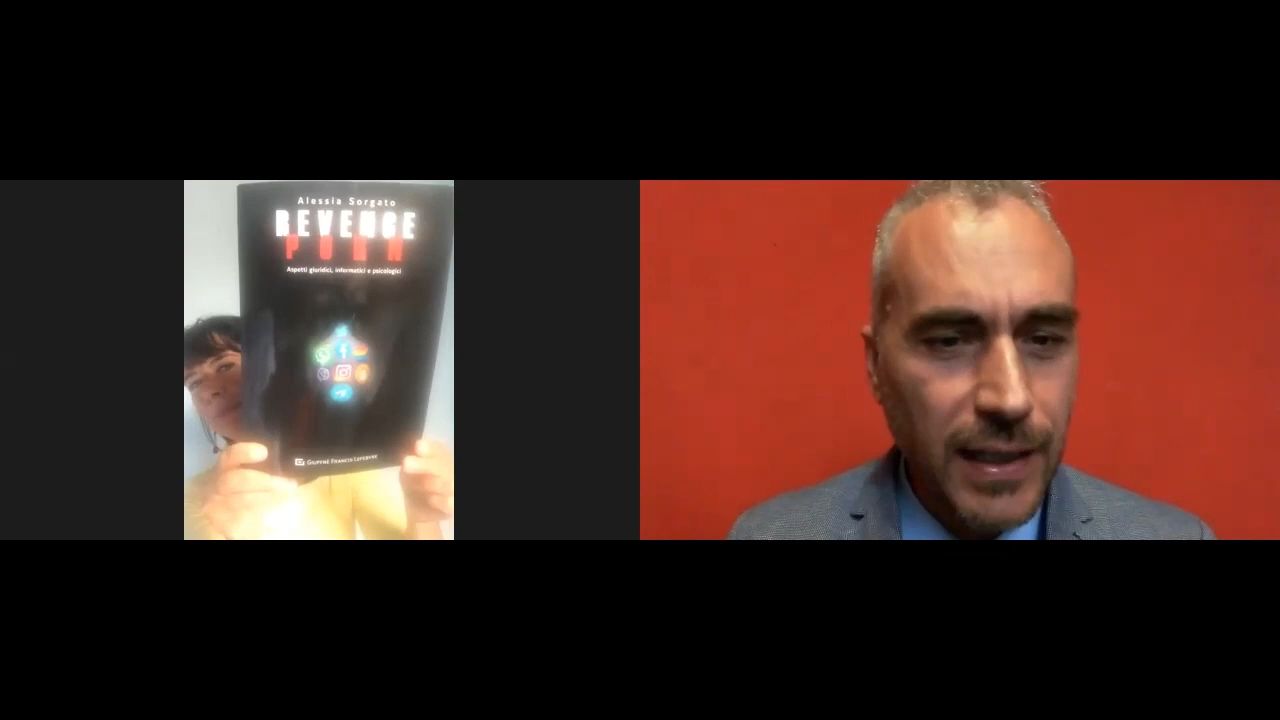 Alessia Sorgato
REVENGE
PORN
Aspetti giuridici, informatici e psicologici
GIUFFRÈ FRANCIS LEFEBVRE